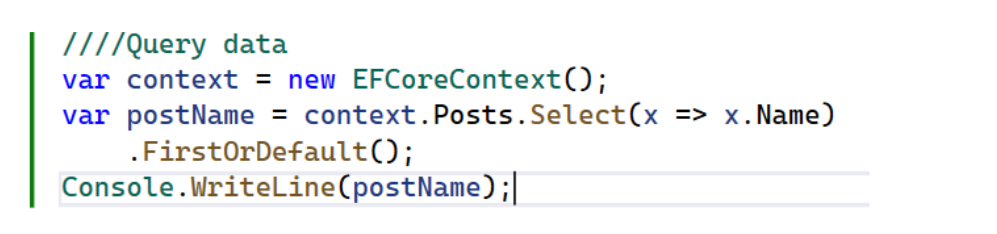 ////Query data
var context = new EFCoreContext();
var postName = context.Posts.Select(x => x.Name)
    .FirstOrDefault();
Console.WriteLine(postName);